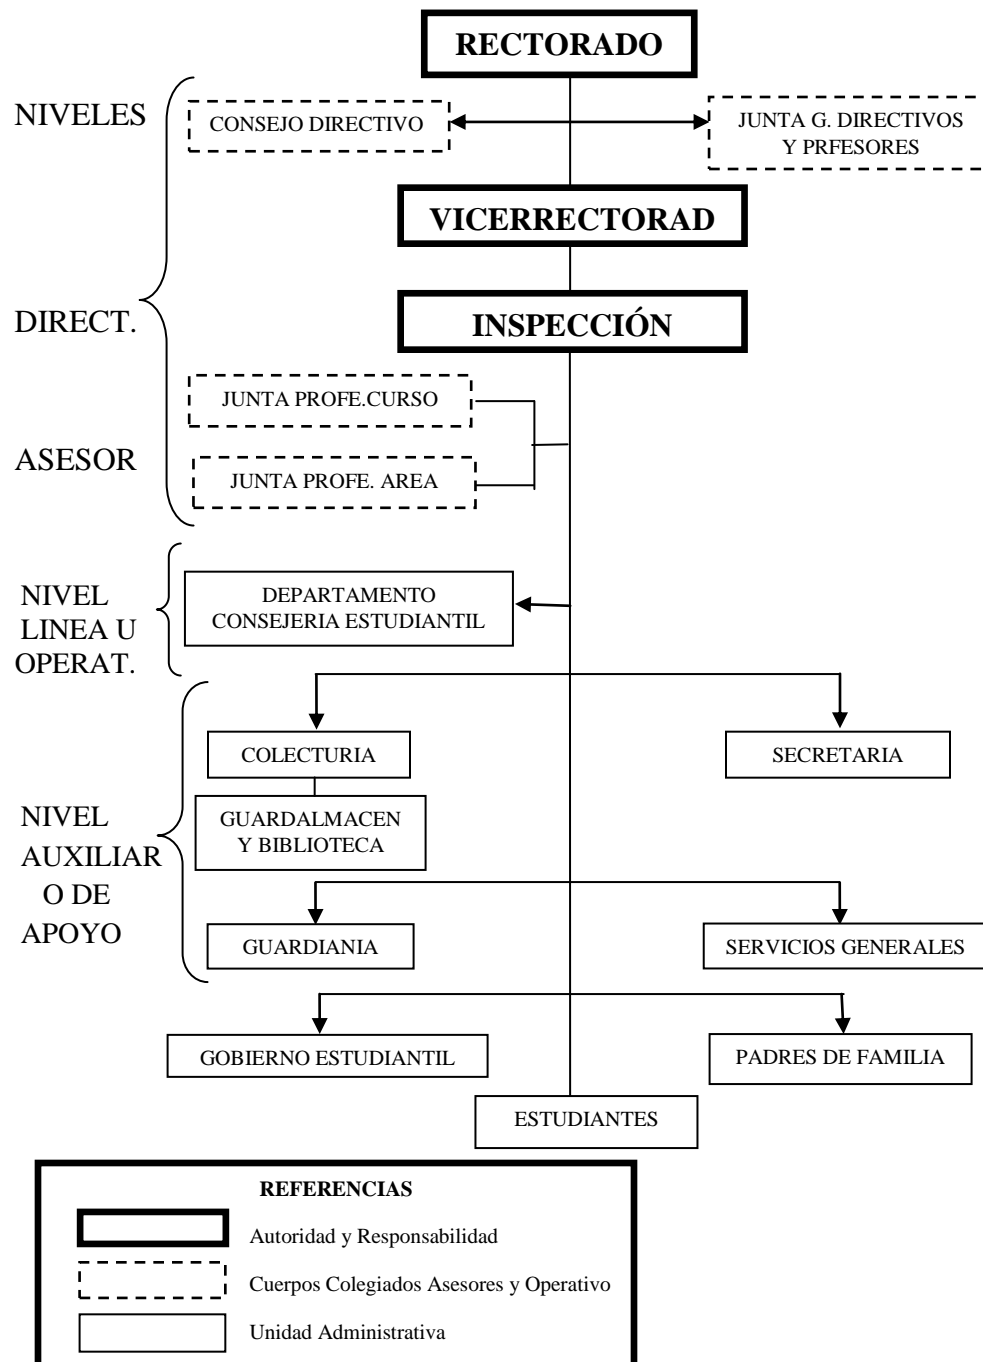 RECTORADO
NIVELES
CONSEJO DIRECTIVO
JUNTA G. DIRECTIVOS
Y PRFESORES
VICERRECTORAD
DIRECT.
INSPECCIÓN
JUNTA PROFE.CURSO
ASESOR
JUNTA PROFE. AREA
NIVEL
LINEA U
OPERAT.
DEPARTAMENTO
CONSEJERIA ESTUDIANTIL
COLECTURIA
SECRETARIA
GUARDALMACEN
Y BIBLIOTECA
NIVEL
AUXILIAR
O DE
APOYO
GUARDIANIA
SERVICIOS GENERALES
GOBIERNO ESTUDIANTIL
PADRES DE FAMILIA
ESTUDIANTES
REFERENCIAS
Autoridad y Responsabilidad
Cuerpos Colegiados Asesores y Operativo
Unidad Administrativa